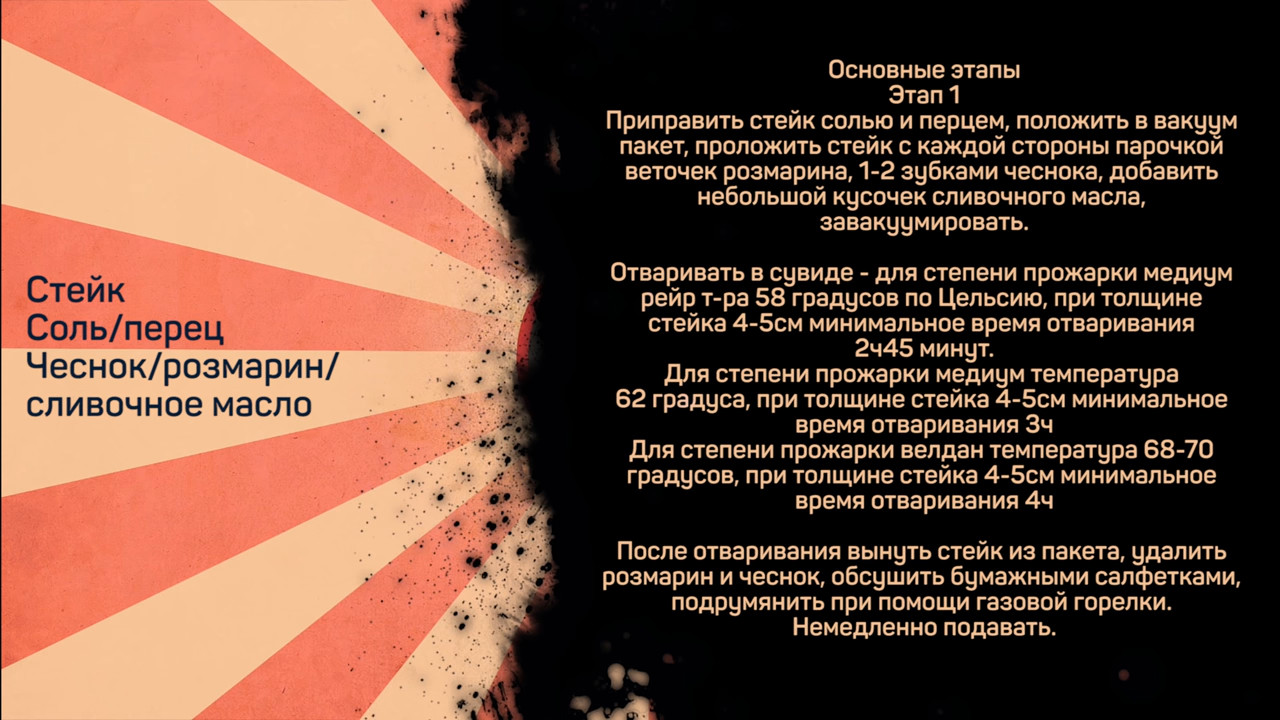 Стейк
Соль/перец
Чеснок/розмарин/
сливочное масло
Основные этапы
Этап 1
Приправить стейк солью и перцем, положить в вакуум
пакет, проложить стейк с каждой стороны парочкой
веточек розмарина, 1-2 зубками чеснока, добавить
небольшой кусочек сливочного масла,
завакуумировать.
Отваривать в сувиде - для степени прожарки медиум
рейр т-ра 58 градусов по Цельсию, при толщине
стейка 4-5см минимальное время отваривания
2ч45 минут.
Для степени прожарки медиум температура
62 градуса, при толщине стейка 4-5см минимальное
время отваривания 3ч
Для степени прожарки велдан температура 68-70
градусов, при толщине стейка 4-5см минимальное
время отваривания 4ч
После отваривания вынуть стейк из пакета, удалить
розмарин и чеснок, обсушить бумажными салфетками,
подрумянить при помощи газовой горелки.
Немедленно подавать.